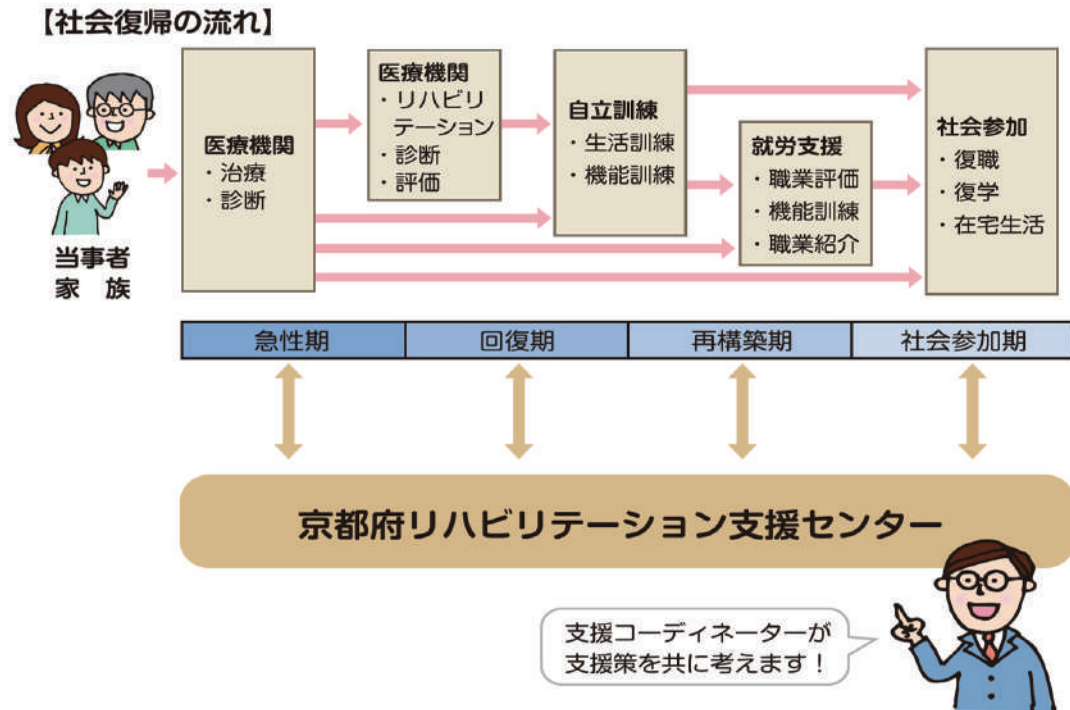 【社会復帰の流れ】
当事者
家　族
医療機関
・治療
・診断
医療機関
・リハビリ
テーション
・診断
・評価
自立訓練
・生活訓練
・機能訓練
就労支援
・職業評価
・機能訓練
・職業紹介
社会参加
・復職
・復学
・在宅生活
急性期
回復期
再構築期
社会参加期
京都府リハビリテーション支援センター
支援コーディネーターが
支援策を共に考えます！